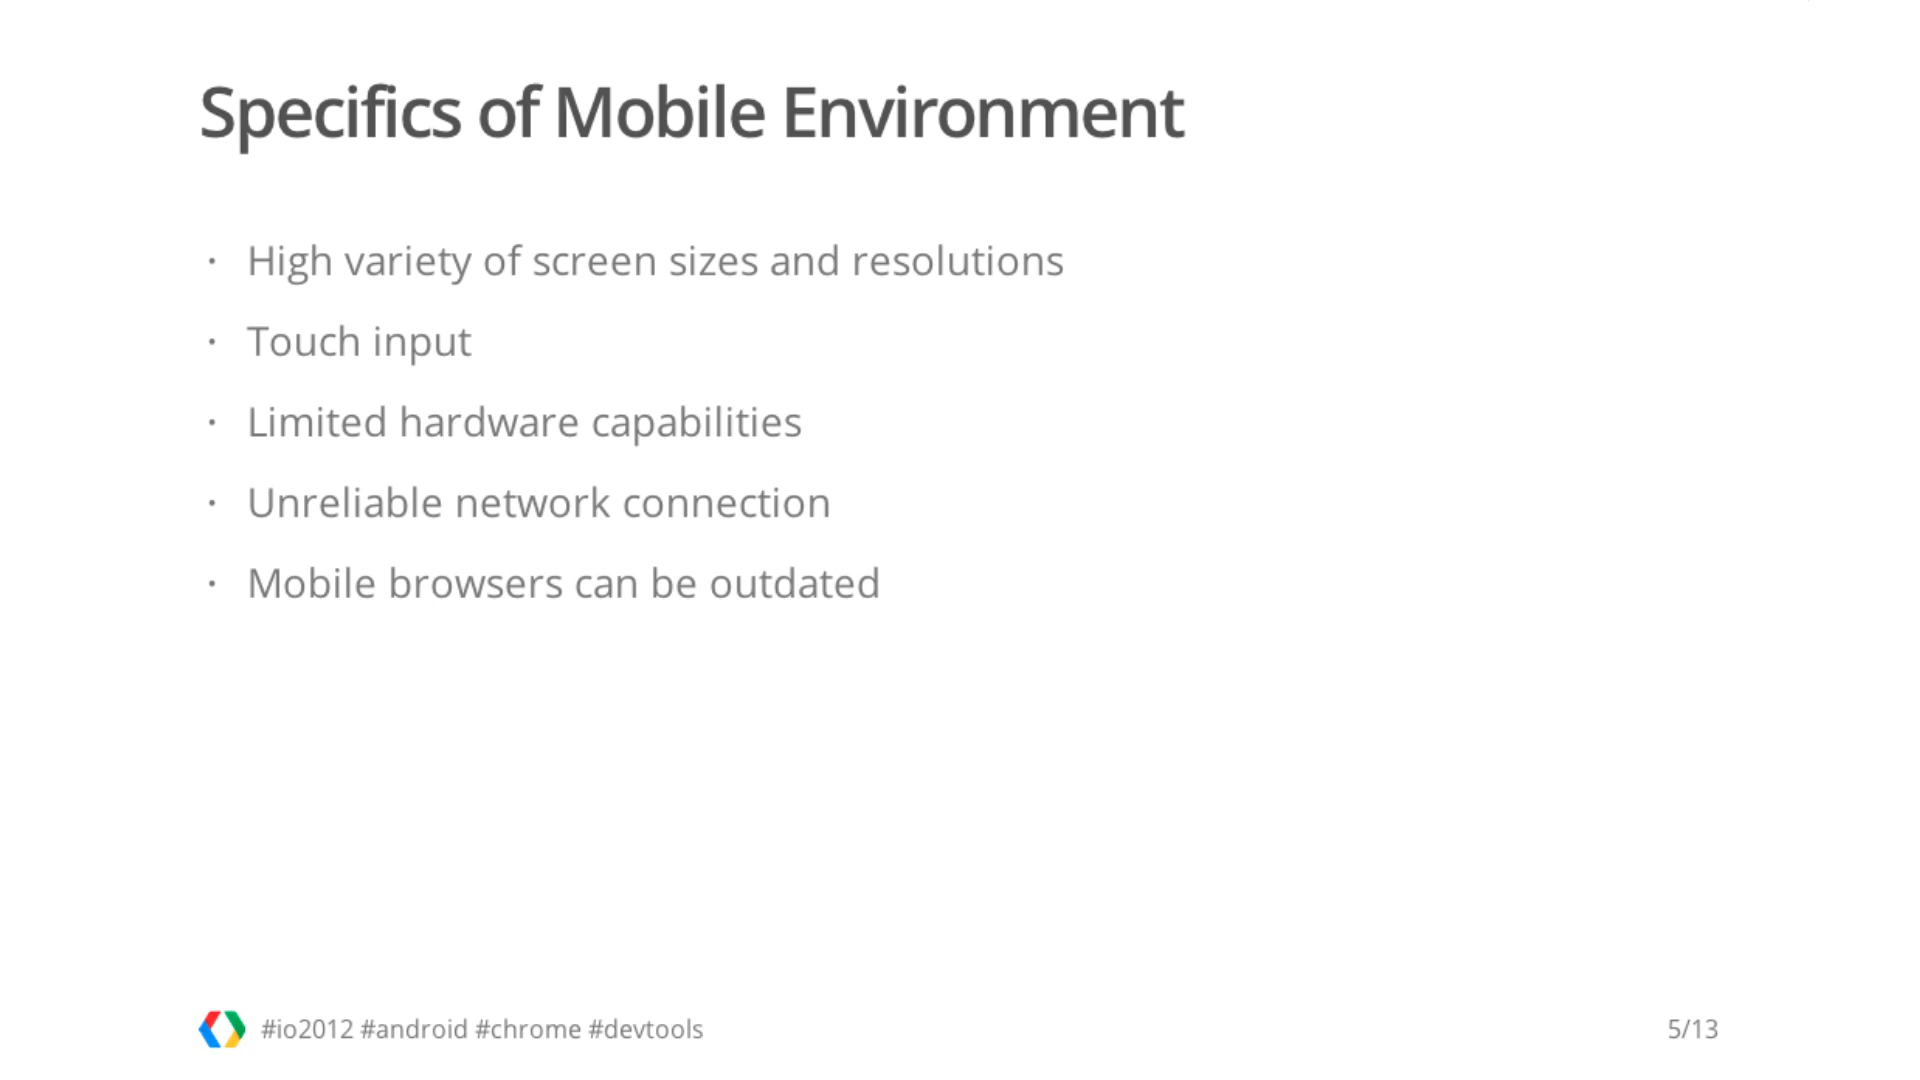 Specifics of Mobile Environment
· High variety of screen sizes and resolutions
· Touch input
· Limited hardware capabilities
· Unreliable network connection
· Mobile browsers can be outdated
#io2012 #android #chrome #devtools
5/13